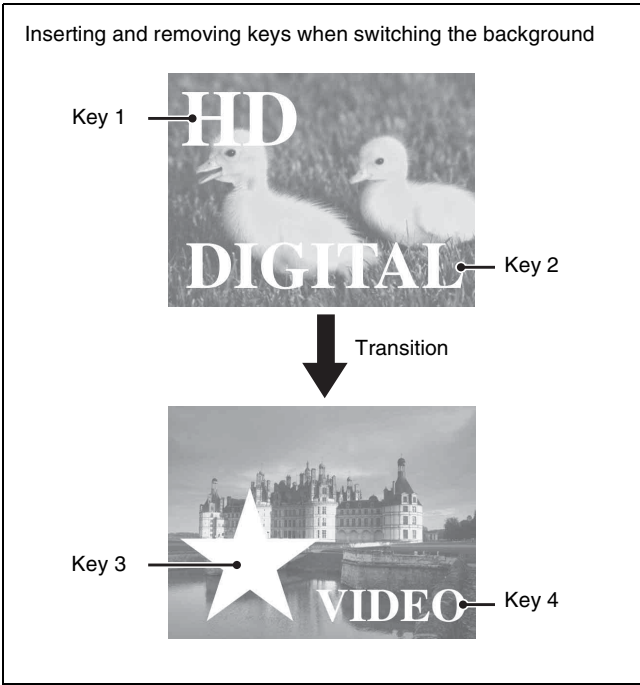 Inserting and removing keys when switching the background
Key 1
HD
DIGITAL
Key 2
Transition
Key 3
VIDEO
Key 4